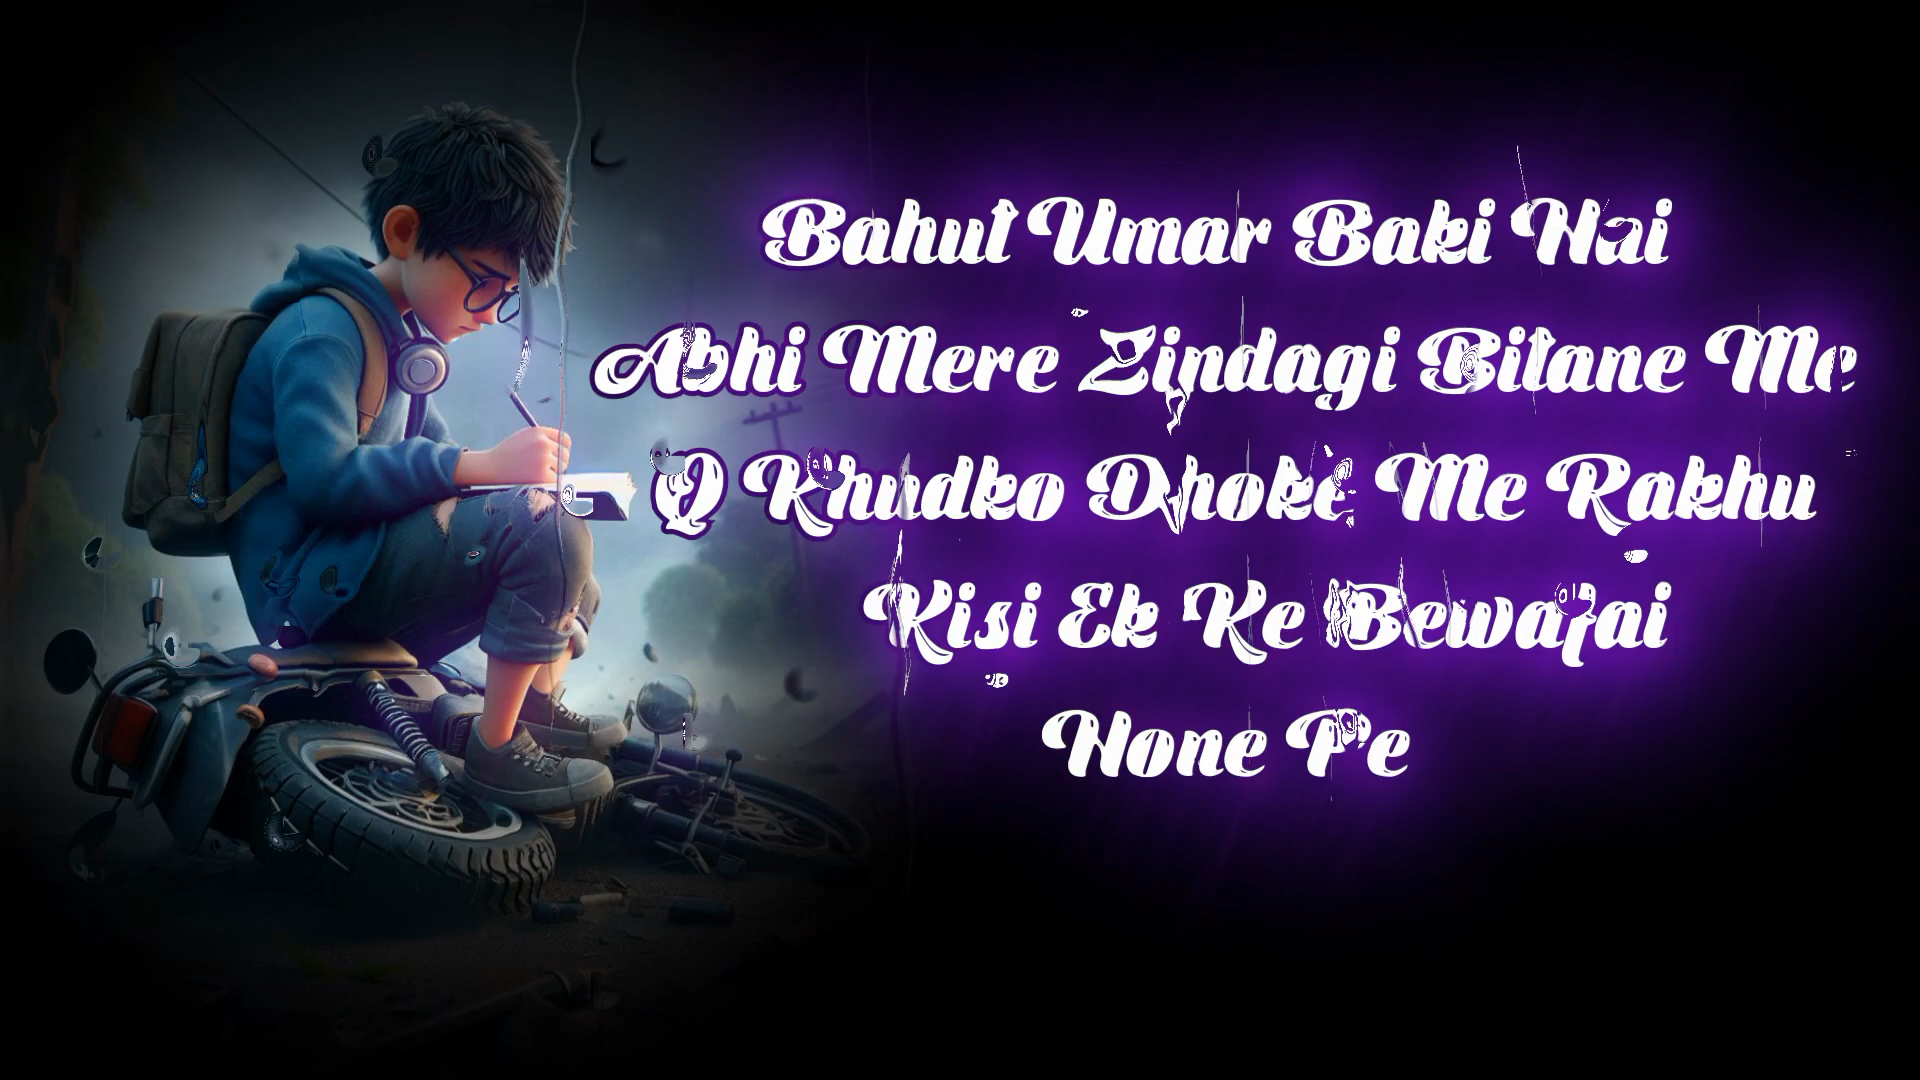 Bahut Umar Baki Hai
Abhi Mere Zindagi Bitane Me
Q Khudko Dhoke Me Rakhu
Kisi Ek Ke Bewafai
Hone Pe